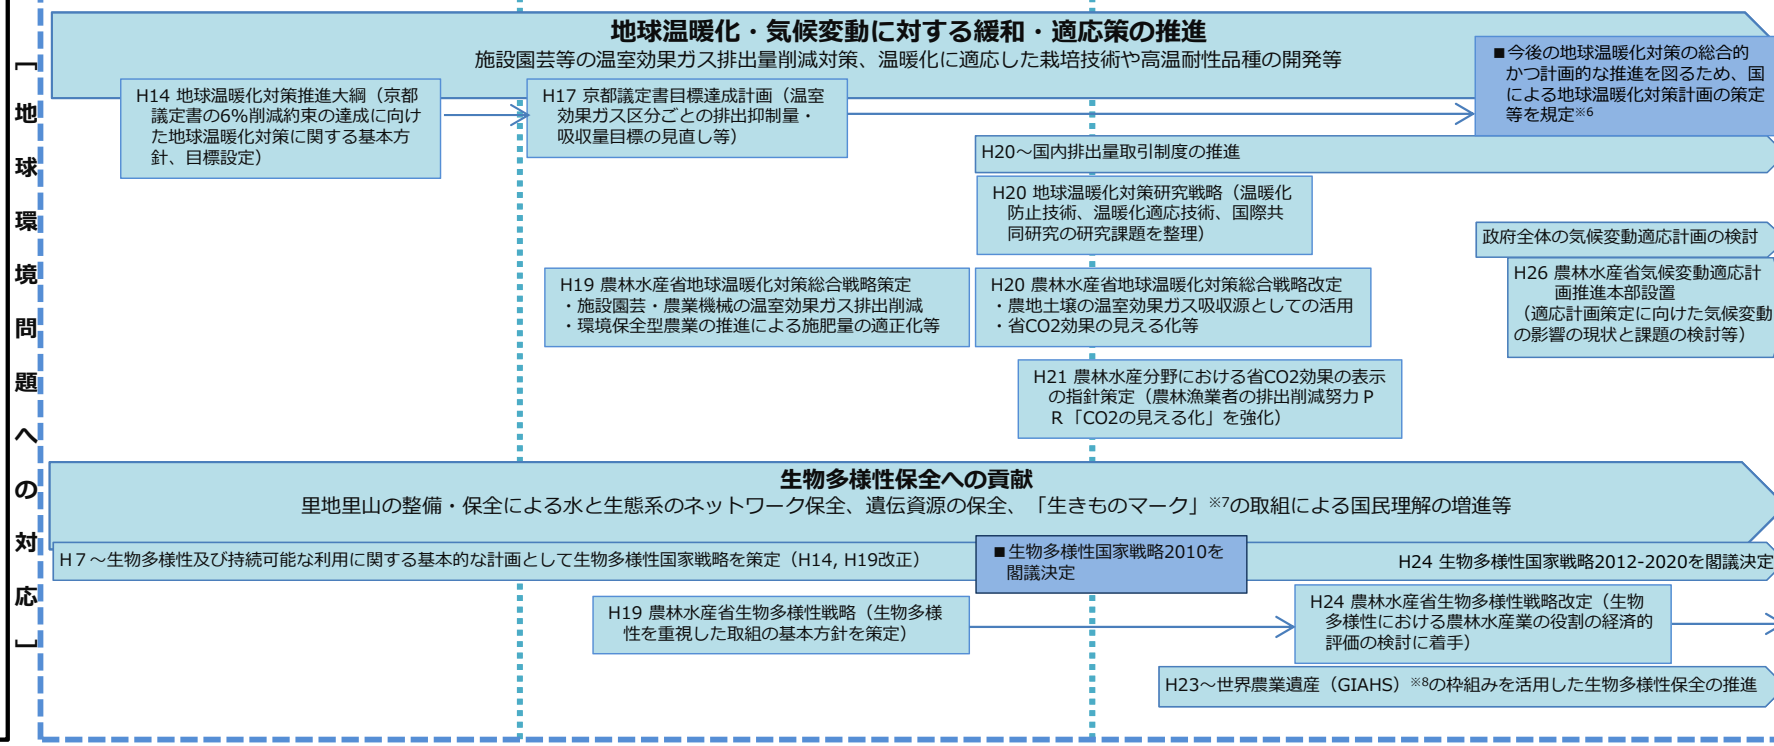 ［地球環境問題への対応］
地球温暖化・気候変動に対する緩和・適応策の推進
施設園芸等の温室効果ガス排出量削減対策、温暖化に適応した栽培技術や高温耐性品種の開発等
H14 地球温暖化対策推進大綱（京都
議定書の6％削減約束の達成に向け
た地球温暖化対策に関する基本方
針、目標設定）
H17 京都議定書目標達成計画（温室
効果ガス区分ごとの排出抑制量・
吸収量目標の見直し等）
■今後の地球温暖化対策の総合的
かつ計画的な推進を図るため、国
による地球温暖化対策計画の策定
等を規定※6
H20～国内排出量取引制度の推進
H20 地球温暖化対策研究戦略（温暖化
防止技術、温暖化適応技術、国際共
同研究の研究課題を整理）
政府全体の気候変動適応計画の検討
H26 農林水産省気候変動適応計
画推進本部設置
（適応計画策定に向けた気候変動
の影響の現状と課題の検討等）
H19 農林水産省地球温暖化対策総合戦略策定
・施設園芸・農業機械の温室効果ガス排出削減
・環境保全型農業の推進による施肥量の適正化等
H20 農林水産省地球温暖化対策総合戦略改定
・農地土壌の温室効果ガス吸収源としての活用
・省CO2効果の見える化等
H21 農林水産分野における省CO2効果の表示
の指針策定（農林漁業者の排出削減努力Ｐ
Ｒ「CO2の見える化」を強化）
生物多様性保全への貢献
里地里山の整備・保全による水と生態系のネットワーク保全、遺伝資源の保全、「生きものマーク」※7の取組による国民理解の増進等
H７～生物多様性及び持続可能な利用に関する基本的な計画として生物多様性国家戦略を策定（H14, H19改正）
■生物多様性国家戦略2010を
閣議決定
H24 生物多様性国家戦略2012-2020を閣議決定
H19 農林水産省生物多様性戦略（生物多様
性を重視した取組の基本方針を策定）
H24 農林水産省生物多様性戦略改定（生物
多様性における農林水産業の役割の経済的
評価の検討に着手）
H23～世界農業遺産（GIAHS）※8の枠組みを活用した生物多様性保全の推進